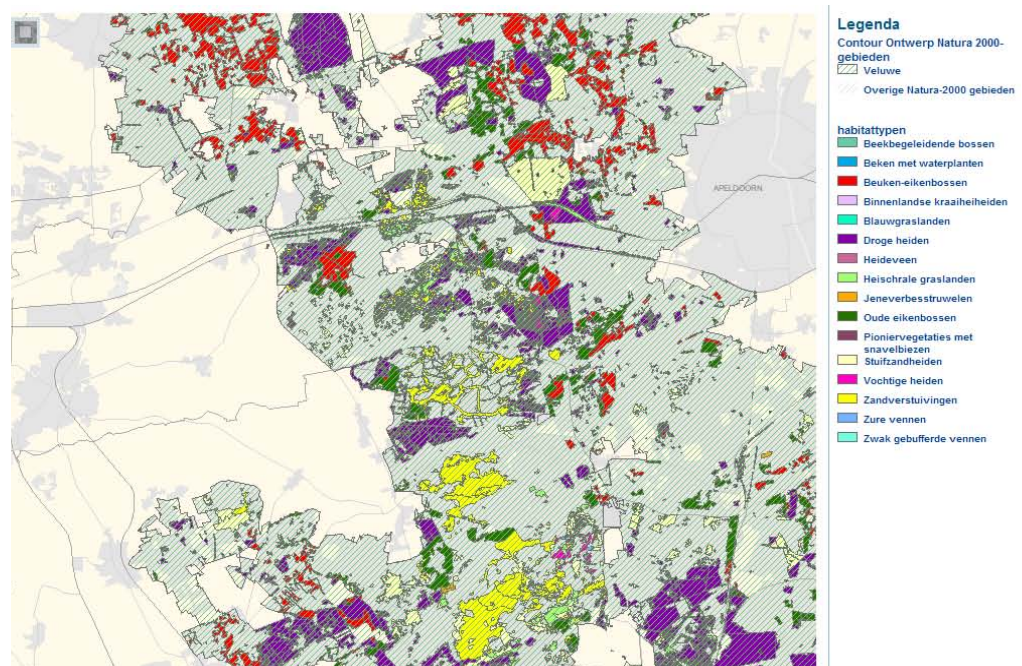 APELDOORN
Legenda
Contour Ontwerp Natura 2000-
gebieden
Veluwe
Overige Natura-2000 gebieden
habitattypen
Beekbegeleidende bossen
Beken met waterplanten
Beuken-eikenbossen
Binnenlandse kraaiheiheiden
Blauwgraslanden
Droge heiden
Heideveen
Heischrale graslanden
Jeneverbesstruwelen
Oude eikenbossen
Pioniervegetaties met
snavelbiezen
Stuifzandheiden
Vochtige heiden
Zandverstuivingen
Zure vennen
Zwak gebufferde vennen